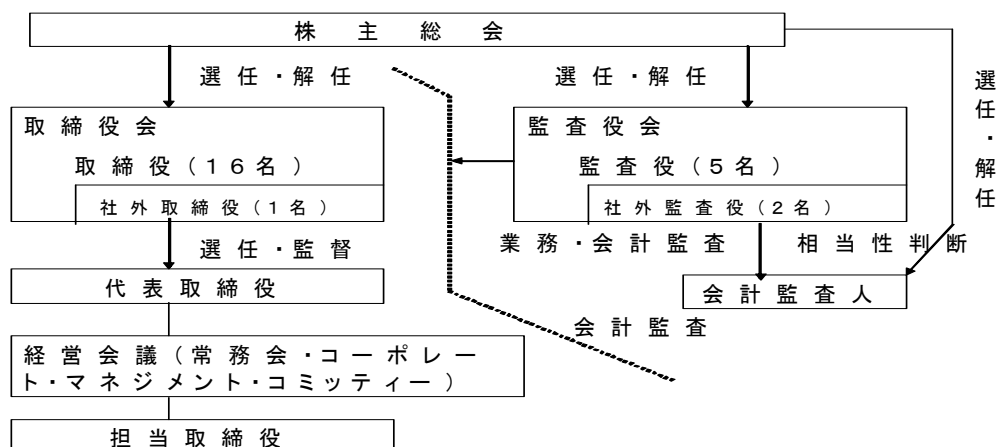 株主総会
選任・解任
選任・解任
選任・解任
取締役会
取締役（１６名）
社外取締役（1名）
監査役会
監査役（5名）
社外監査役（2名）
選任・監督
業務・会計監査
相当性判断
代表取締役
会計監査人
会計監査
経営会議（常務会・コーポレー
ト・マネジメント・コミッティー）
担当取締役